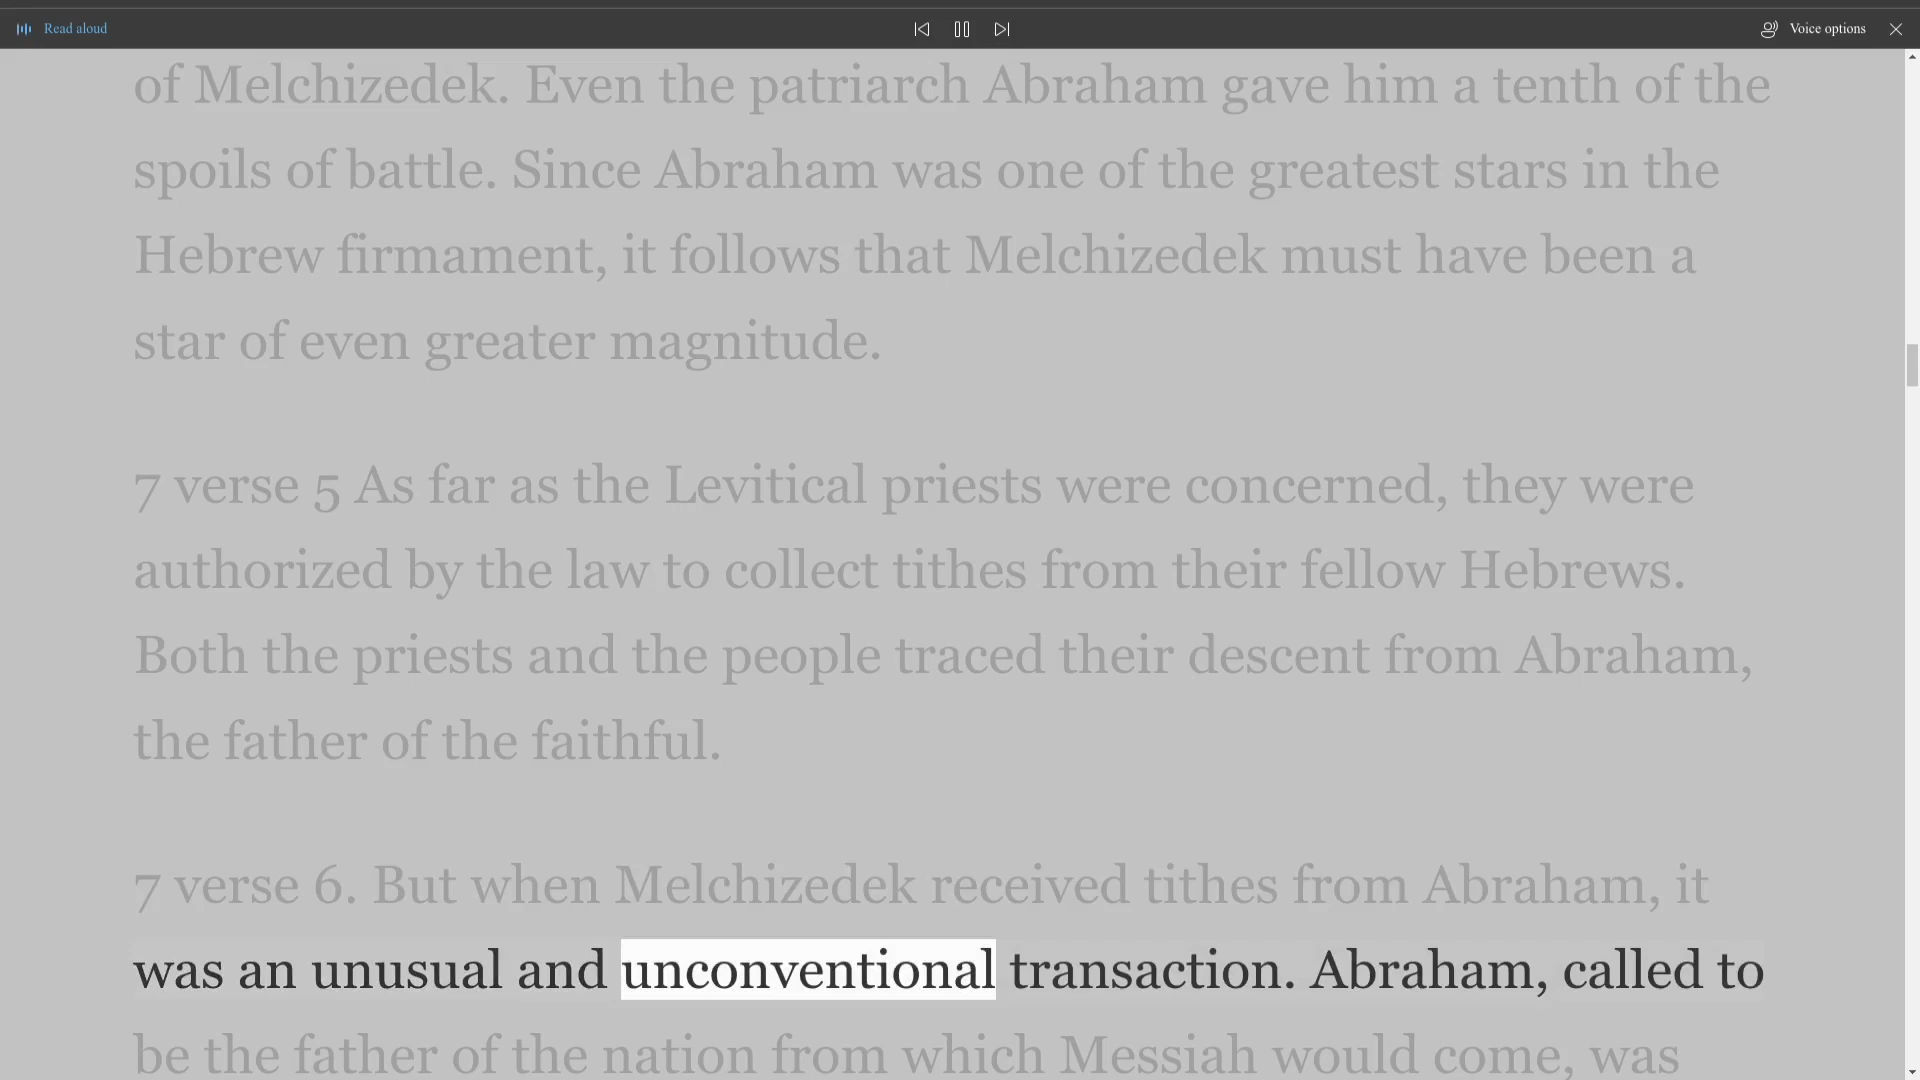 Read aloud
Voice options
of Melchizedek. Even the patriarch Abraham gave him a tenth of the
spoils of battle. Since Abraham was one of the greatest stars in the
Hebrew firmament, it follows that Melchizedek must have been a
star of even greater magnitude.
7 verse 5 As far as the Levitical priests were concerned, they were
authorized by the law to collect tithes from their fellow Hebrews.
Both the priests and the people traced their descent from Abraham,
the father of the faithful.
7 verse 6. But when Melchizedek received tithes from Abraham, it
was an unusual and unconventional transaction. Abraham, called to
be the father of the nation from which Messiah would come, was